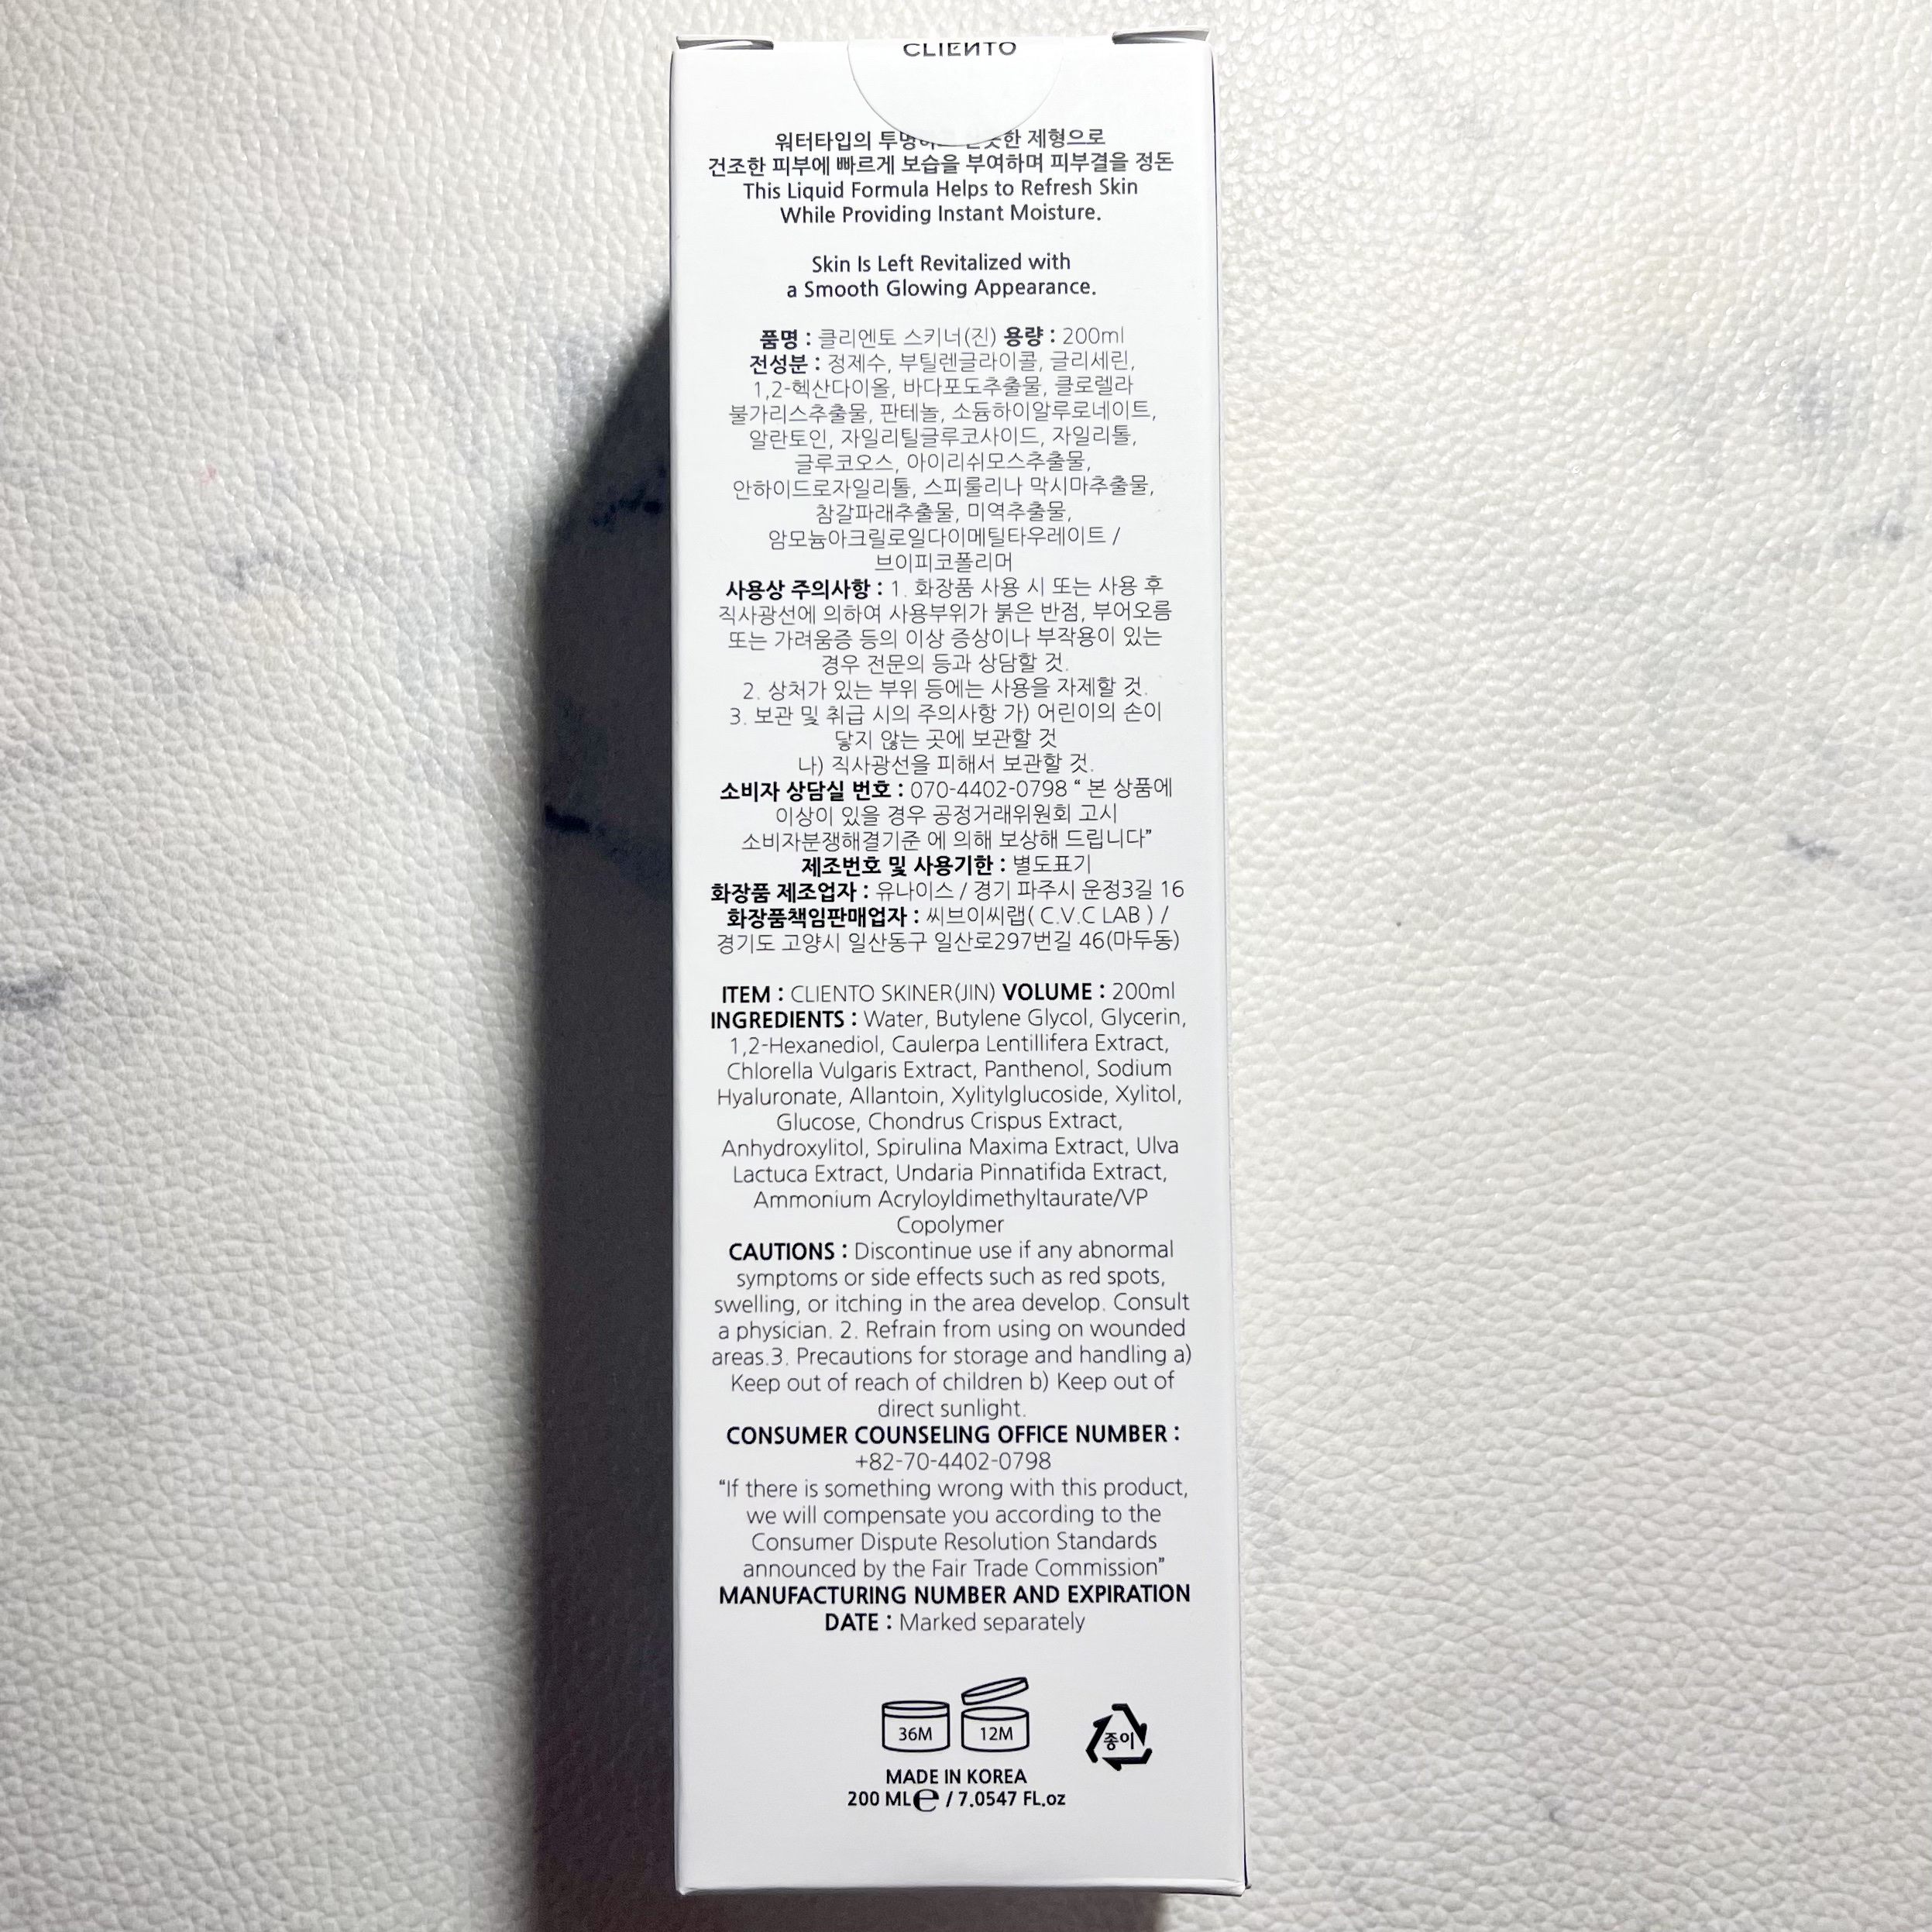 CLIENTO
워터타입의 제형으로
건조한 피부에 빠르게 보습을 부여하며 피부결을 정돈
This Liquid Formula Helps to Refresh Skin
While Providing Instant Moisture.
Skin Is Left Revitalized with
a Smooth Glowing Appearance.
품명 : 클리엔토 스키너(진) 용량 : 200ml
전성분 : 정제수, 부틸렌글라이콜, 글리세린,
1,2-헥산다이올, 바다포도추출물, 클로렐라
불가리스추출물, 판테놀, 소듐하이알루로네이트,
알란토인, 자일리틸글루코사이드, 자일리톨,
글루코오스, 아이리쉬모스추출물,
안하이드로자일리톨, 스피룰리나 막시마추출물,
참갈파래추출물, 미역추출물,
암모늄아크릴로일다이메틸타우레이트 /
브이피코폴리머
사용상 주의사항 : 1. 화장품 사용 시 또는 사용 후
직사광선에 의하여 사용부위가 붉은 반점, 부어오름
또는 가려움증 등의 이상 증상이나 부작용이 있는
경우 전문의 등과 상담할 것.
2. 상처가 있는 부위 등에는 사용을 자제할 것.
3. 보관 및 취급 시의 주의사항 가) 어린이의 손이
닿지 않는 곳에 보관할 것
나) 직사광선을 피해서 보관할 것.
소비자 상담실 번호 : 070-4402-0798 “ 본 상품에
이상이 있을 경우 공정거래위원회 고시
소비자분쟁해결기준 에 의해 보상해 드립니다”
제조번호 및 사용기한 : 별도표기
화장품 제조업자 : 유나이스 / 경기 파주시 운정3길 16
화장품책임판매업자 : 씨브이씨랩( C.V.C LAB ) /
경기도 고양시 일산동구 일산로297번길 46(마두동)
ITEM : CLIENTO SKINER(JIN) VOLUME : 200ml
INGREDIENTS : Water, Butylene Glycol, Glycerin,
1,2-Hexanediol, Caulerpa Lentillifera Extract,
Chlorella Vulgaris Extract, Panthenol, Sodium
Hyaluronate, Allantoin, Xylitylglucoside, Xylitol,
Glucose, Chondrus Crispus Extract,
Anhydroxylitol, Spirulina Maxima Extract, Ulva
Lactuca Extract, Undaria Pinnatifida Extract,
Ammonium Acryloyldimethyltaurate/VP
Copolymer
CAUTIONS : Discontinue use if any abnormal
symptoms or side effects such as red spots,
swelling, or itching in the area develop. Consult
a physician. 2. Refrain from using on wounded
areas.3. Precautions for storage and handling a)
Keep out of reach of children b) Keep out of
direct sunlight.
CONSUMER COUNSELING OFFICE NUMBER :
+82-70-4402-0798
“If there is something wrong with this product,
we will compensate you according to the
Consumer Dispute Resolution Standards
announced by the Fair Trade Commission”
MANUFACTURING NUMBER AND EXPIRATION
DATE : Marked separately
36M 12M 종이
MADE IN KOREA
200 ML℮ / 7.0547 FL.oz